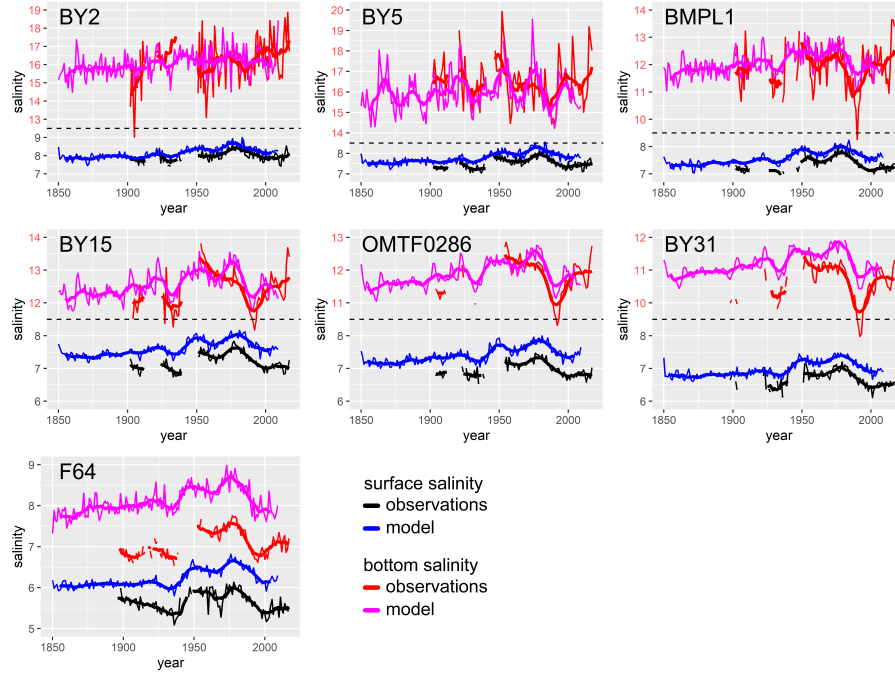 BY2
19
18
17
16
15
14
13
9
8
7
salinity
1850 1900 1950 2000
year
BY5
20
19
18
17
16
15
14
13
8
7
salinity
1850 1900 1950 2000
year
BMPL1
14
13
12
11
10
9
8
7
salinity
1850 1900 1950 2000
year
BY15
14
13
12
8
7
6
salinity
1850 1900 1950 2000
year
OMTF0286
13
12
11
8
7
6
salinity
1850 1900 1950 2000
year
BY31
12
11
10
8
7
6
salinity
1850 1900 1950 2000
year
F64
9
8
7
6
5
salinity
1850 1900 1950 2000
year
surface salinity
observations
model
bottom salinity
observations
model